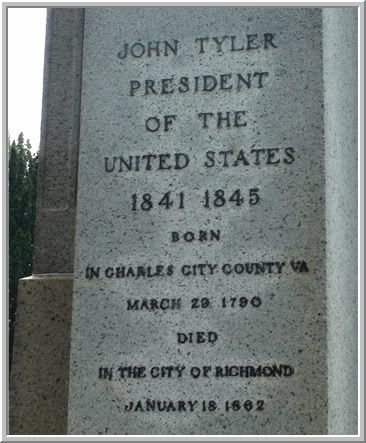 JOHN TYLER
PRESIDENT
OF THE
UNITED STATES
1841 1845
BORN
IN CHARLES CITY COUNTY VA
MARCH 29 1790
DIED
IN THE CITY OF RICHMOND
JANUARY 18 1862